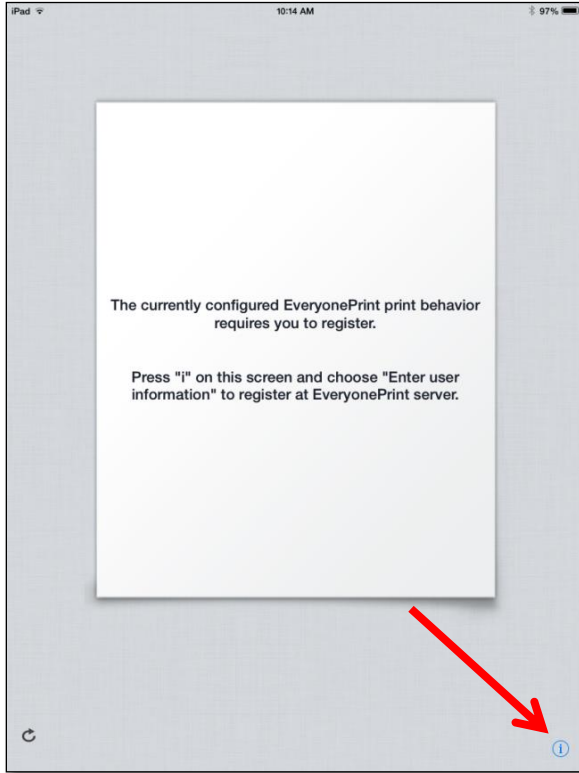 iPad 10:14 AM 97%
The currently configured EveryonePrint print behavior
requires you to register.
Press "i" on this screen and choose "Enter user
information" to register at EveryonePrint server.
i